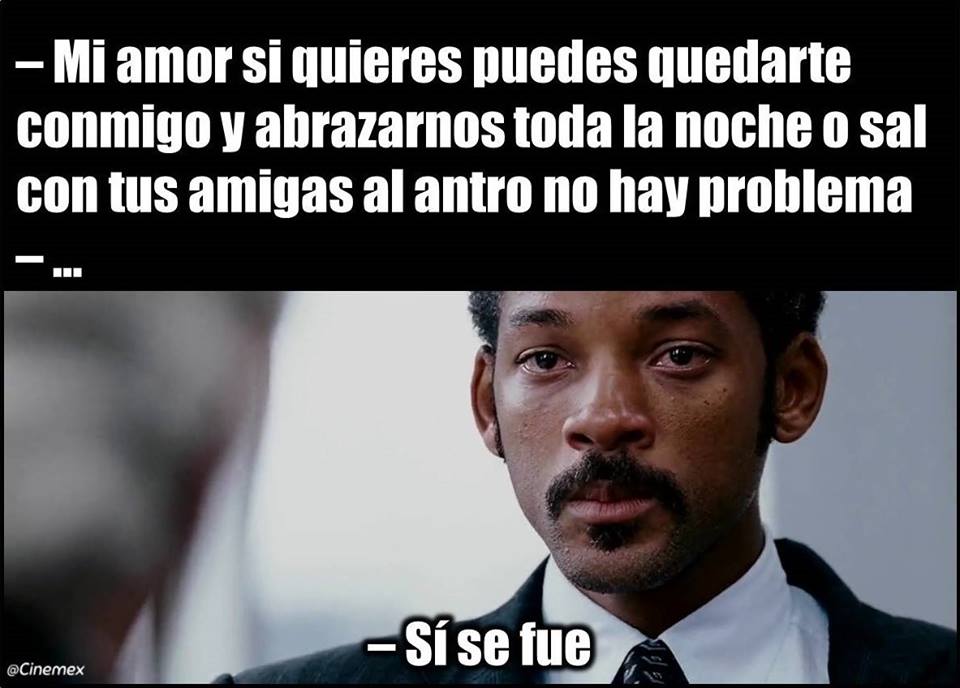 – Mi amor si quieres puedes quedarte
conmigo y abrazarnos toda la noche o sal
con tus amigas al antro no hay problema
– ...
– Sí se fue
@Cinemex